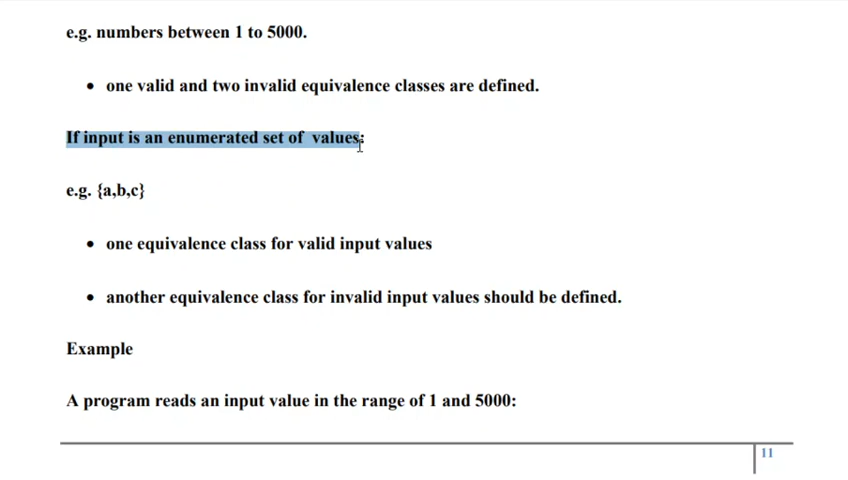 e.g. numbers between 1 to 5000.
• one valid and two invalid equivalence classes are defined.
If input is an enumerated set of values:
e.g. {a,b,c}
• one equivalence class for valid input values
• another equivalence class for invalid input values should be defined.
Example
A program reads an input value in the range of 1 and 5000:
11